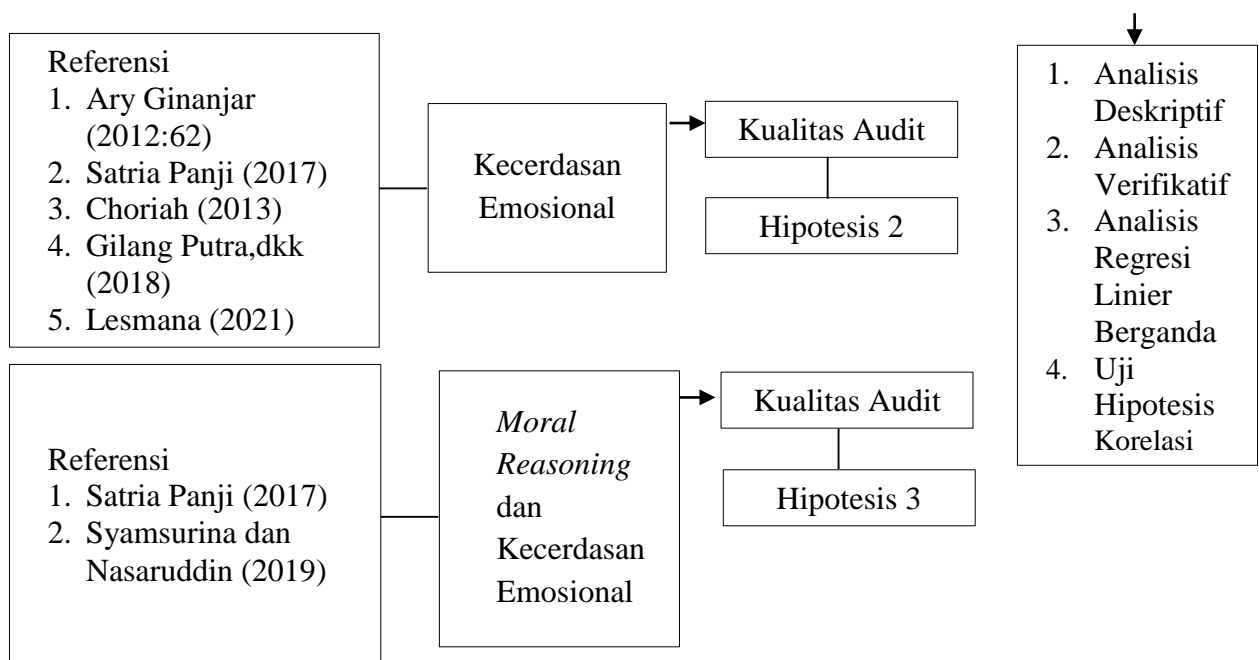 Referensi
1. Ary Ginanjar
(2012:62)
2. Satria Panji (2017)
3. Choriah (2013)
4. Gilang Putra,dkk
(2018)
5. Lesmana (2021)
Kecerdasan
Emosional
Kualitas Audit
Hipotesis 2
Referensi
1. Satria Panji (2017)
2. Syamsurina dan
Nasaruddin (2019)
Moral
Reasoning
dan
Kecerdasan
Emosional
Kualitas Audit
Hipotesis 3
1. Analisis
Deskriptif
2. Analisis
Verifikatif
3. Analisis
Regresi
Linier
Berganda
4. Uji
Hipotesis
Korelasi